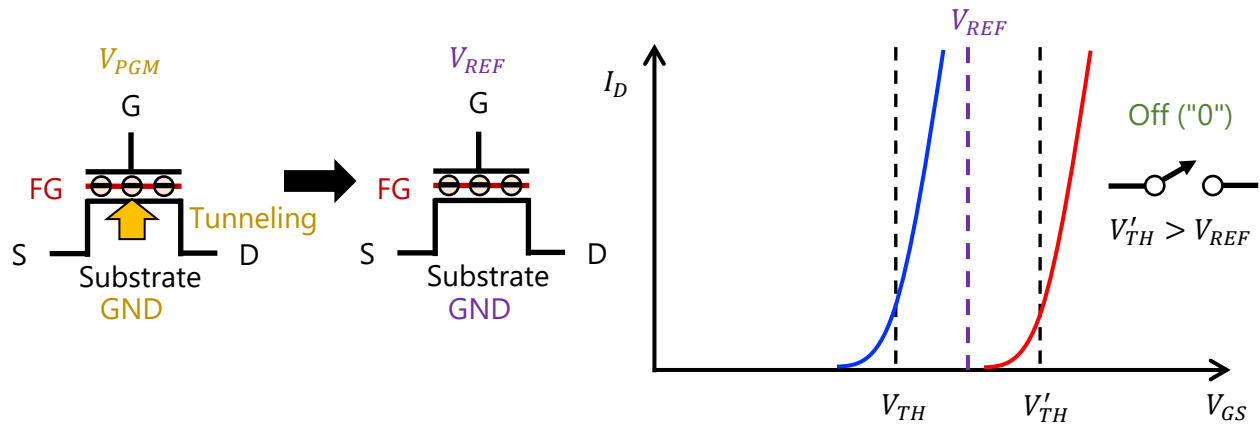 V_PGM
G
FG
Tunneling
S
D
Substrate
GND
V_REF
G
FG
S
D
Substrate
GND
I_D
V_REF
V_TH
V'_TH
V_GS
Off ("0")
V'_TH > V_REF